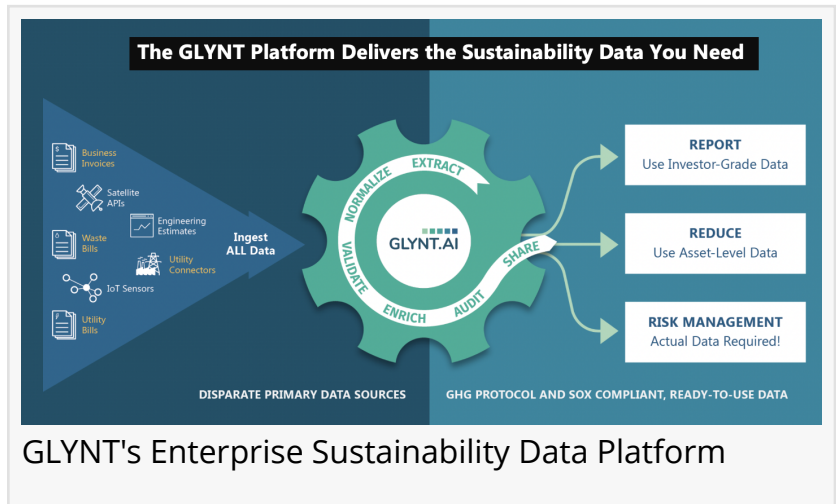 The GLYNT Platform Delivers the Sustainability Data You Need
Business
Invoices
Satellite
APIs
Engineering
Estimates
Waste
Bills
Utility
Connectors
IoT Sensors
Utility
Bills
Ingest
ALL Data
EXTRACT
NORMALIZE
VALIDATE
ENRICH
AUDIT
SHARE
GLYNT.AI
REPORT
Use Investor-Grade Data
REDUCE
Use Asset-Level Data
RISK MANAGEMENT
Actual Data Required!
DISPARATE PRIMARY DATA SOURCES
GHG PROTOCOL AND SOX COMPLIANT, READY-TO-USE DATA
GLYNT's Enterprise Sustainability Data Platform